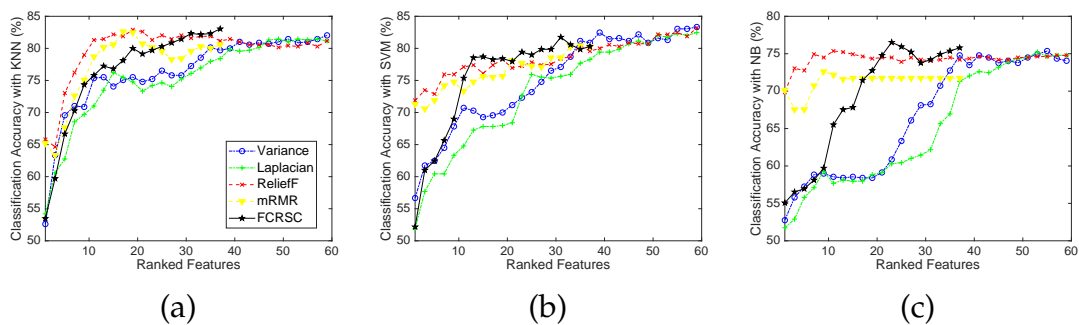 Classification Accuracy with KNN (%)
85
80
75
70
65
60
55
50
0 10 20 30 40 50 60
Ranked Features
Variance
Laplacian
ReliefF
mRMR
FCRSC
(a)
Classification Accuracy with SVM (%)
85
80
75
70
65
60
55
50
0 10 20 30 40 50 60
Ranked Features
(b)
Classification Accuracy with NB (%)
80
75
70
65
60
55
50
0 10 20 30 40 50 60
Ranked Features
(c)